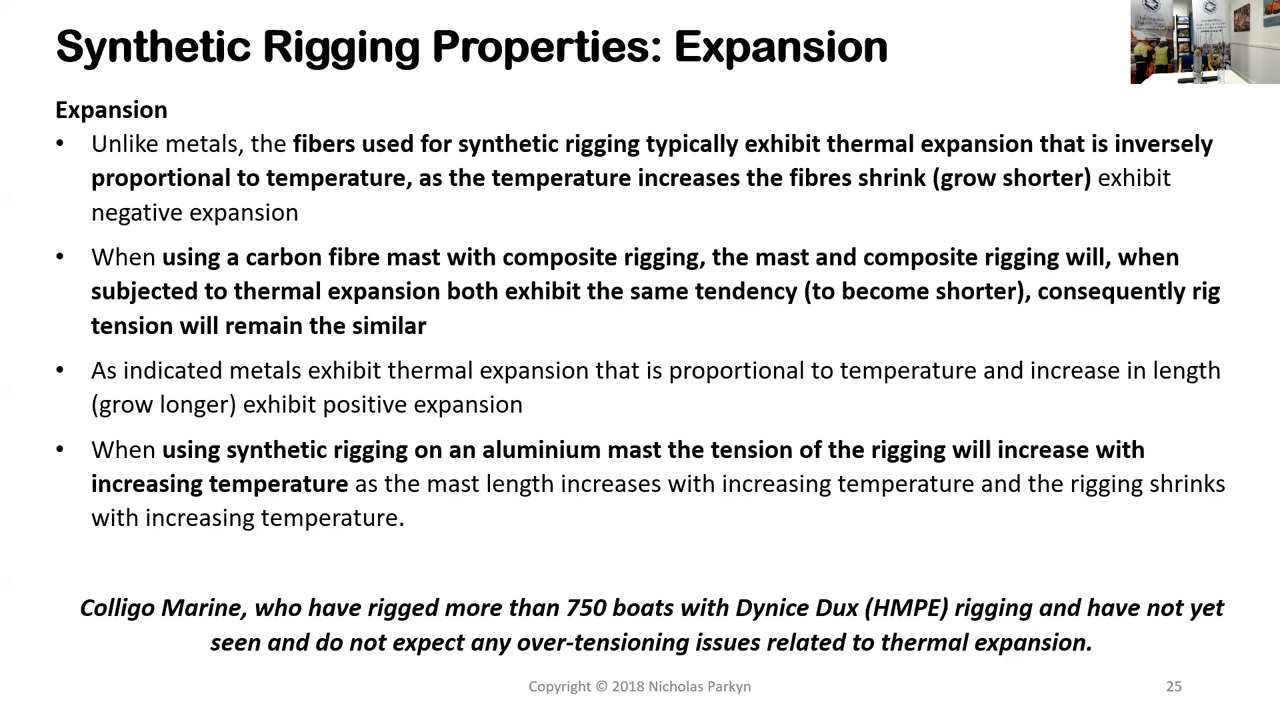 Synthetic Rigging Properties: Expansion
Expansion
• Unlike metals, the fibers used for synthetic rigging typically exhibit thermal expansion that is inversely
proportional to temperature, as the temperature increases the fibres shrink (grow shorter) exhibit
negative expansion
• When using a carbon fibre mast with composite rigging, the mast and composite rigging will, when
subjected to thermal expansion both exhibit the same tendency (to become shorter), consequently rig
tension will remain the similar
• As indicated metals exhibit thermal expansion that is proportional to temperature and increase in length
(grow longer) exhibit positive expansion
• When using synthetic rigging on an aluminium mast the tension of the rigging will increase with
increasing temperature as the mast length increases with increasing temperature and the rigging shrinks
with increasing temperature.
Colligo Marine, who have rigged more than 750 boats with Dynice Dux (HMPE) rigging and have not yet
seen and do not expect any over-tensioning issues related to thermal expansion.
Copyright © 2018 Nicholas Parkyn
25